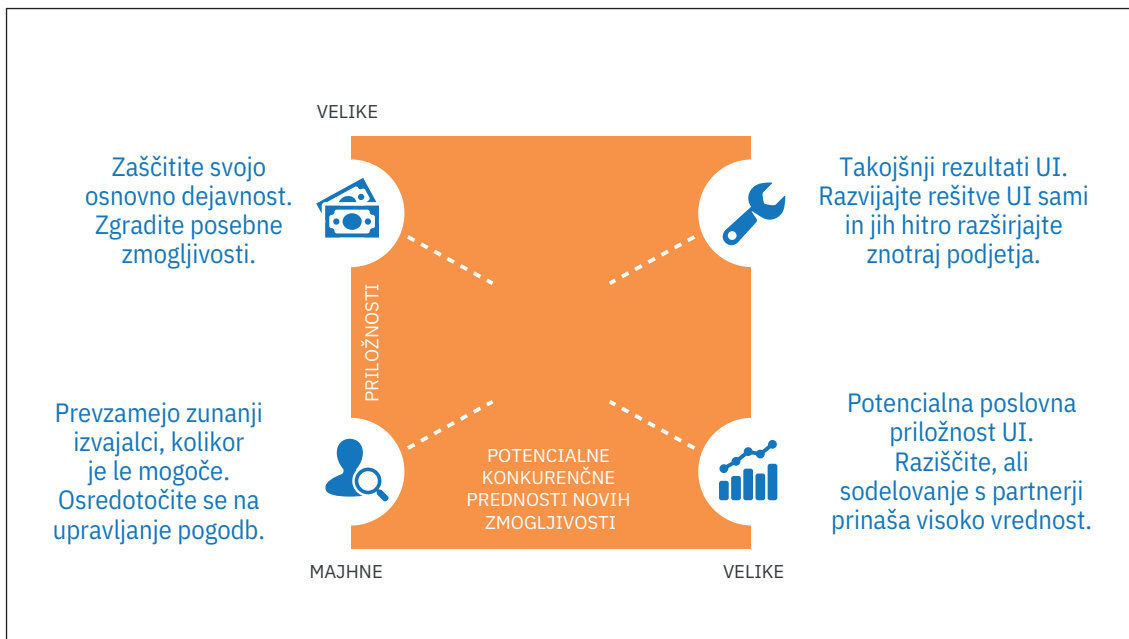 VELIKE
Zaščitite svojo
osnovno dejavnost.
Zgradite posebne
zmogljivosti.
Takojšnji rezultati UI.
Razvijajte rešitve UI sami
in jih hitro razširjajte
znotraj podjetja.
PRILOŽNOSTI
Prevzamejo zunanji
izvajalci, kolikor
je le mogoče.
Osredotočite se na
upravljanje pogodb.
POTENCIALNE
KONKURENČNE
PREDNOSTI NOVIH
ZMOGLJIVOSTI
Potencialna poslovna
priložnost UI.
Raziščite, ali
sodelovanje s partnerji
prinaša visoko vrednost.
MAJHNE
VELIKE